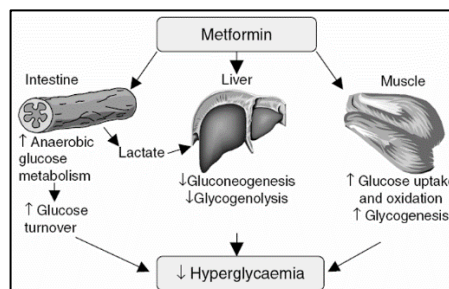 Metformin
Intestine
Liver
Muscle
↑ Anaerobic
glucose
metabolism
Lactate
↑ Glucose
turnover
↓Gluconeogenesis
↓Glycogenolysis
↑ Glucose uptake
and oxidation
↑ Glycogenesis
↓ Hyperglycaemia